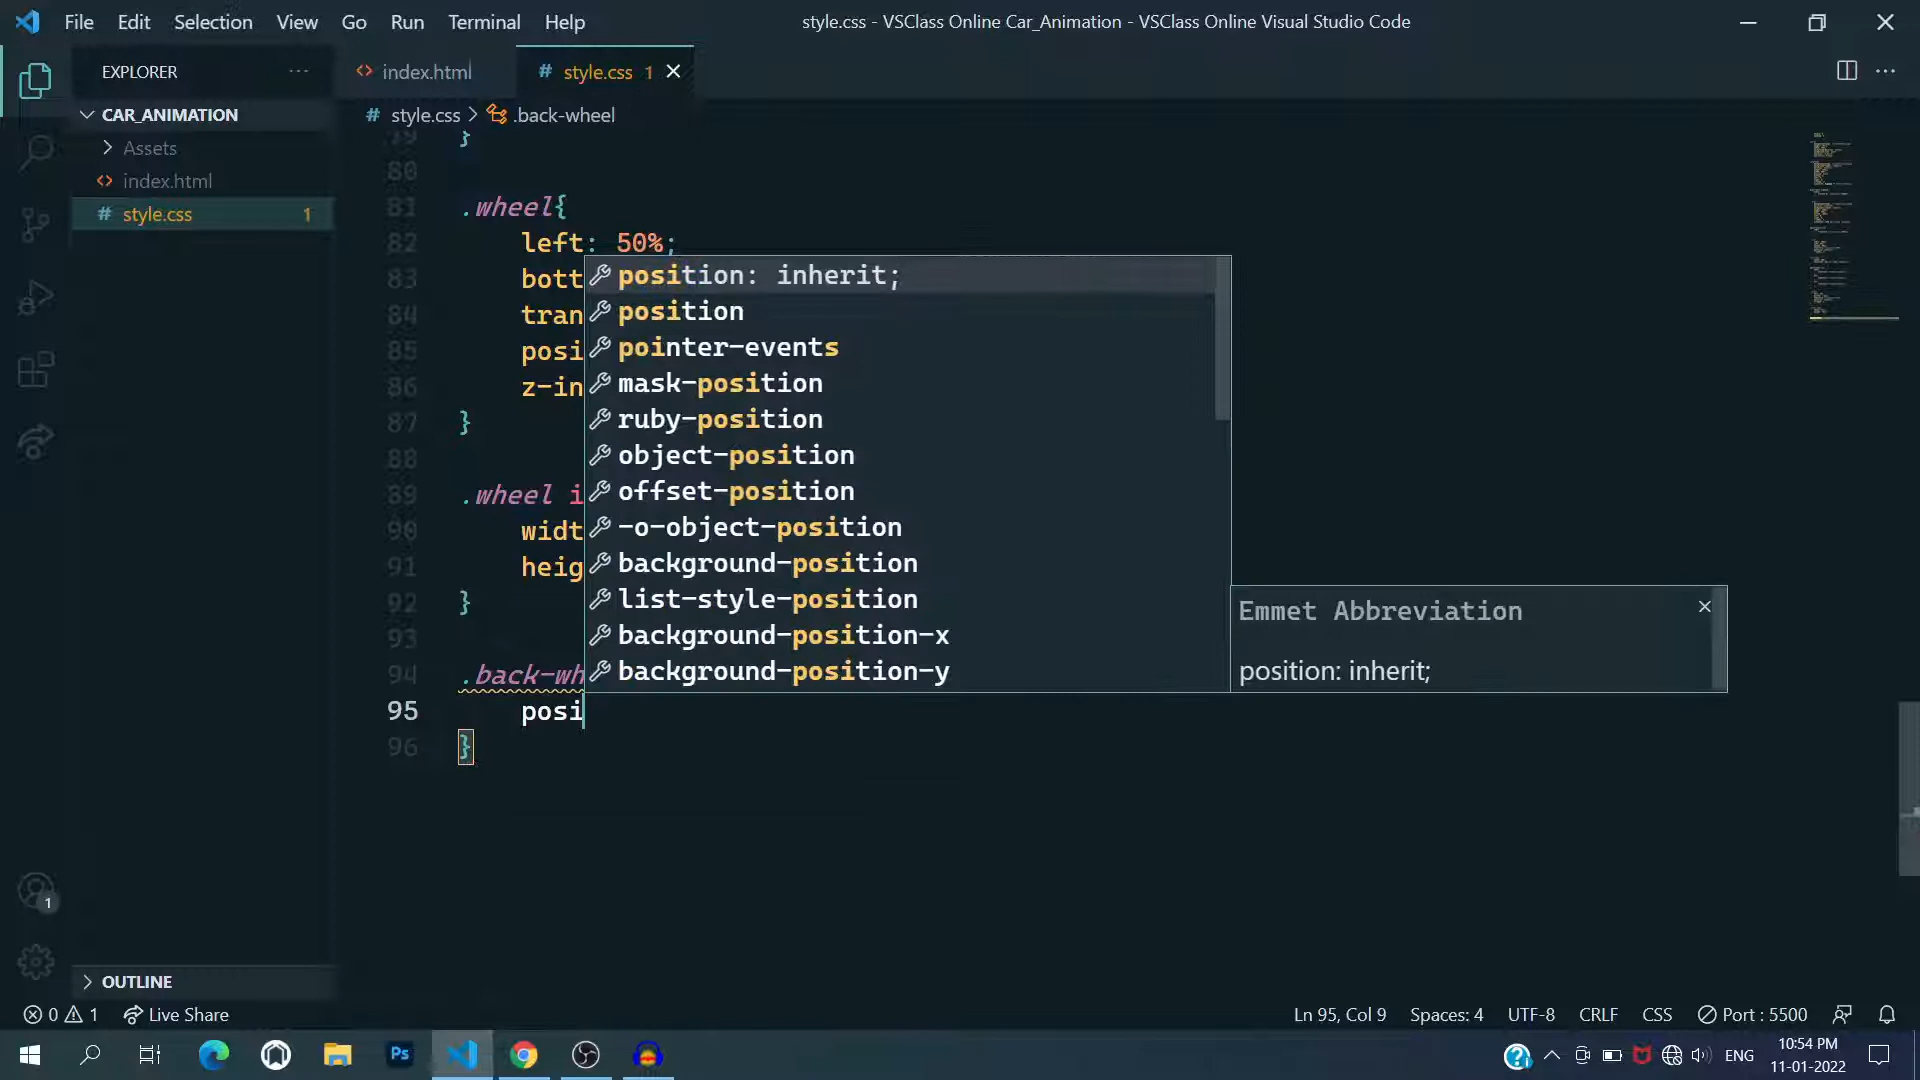 File Edit Selection View Go Run Terminal Help
style.css - VSClass Online Car_Animation - VSClass Online Visual Studio Code
EXPLORER ...
<> index.html
# style.css 1
CAR_ANIMATION
# style.css > .back-wheel
Assets
<> index.html
# style.css 1
79 }
80
81 .wheel{
82 left: 50%;
83 bott
84 tran
85 posi
86 z-in
87 }
88
89 .wheel i
90 widt
91 heig
92 }
93
94 .back-wh
95 posi
96 }
position: inherit;
position
pointer-events
mask-position
ruby-position
object-position
offset-position
-o-object-position
background-position
list-style-position
background-position-x
background-position-y
Emmet Abbreviation
position: inherit;
1
OUTLINE
0 1 Live Share
Ln 95, Col 9 Spaces: 4 UTF-8 CRLF CSS Port : 5500
Ps
ENG
10:54 PM
11-01-2022